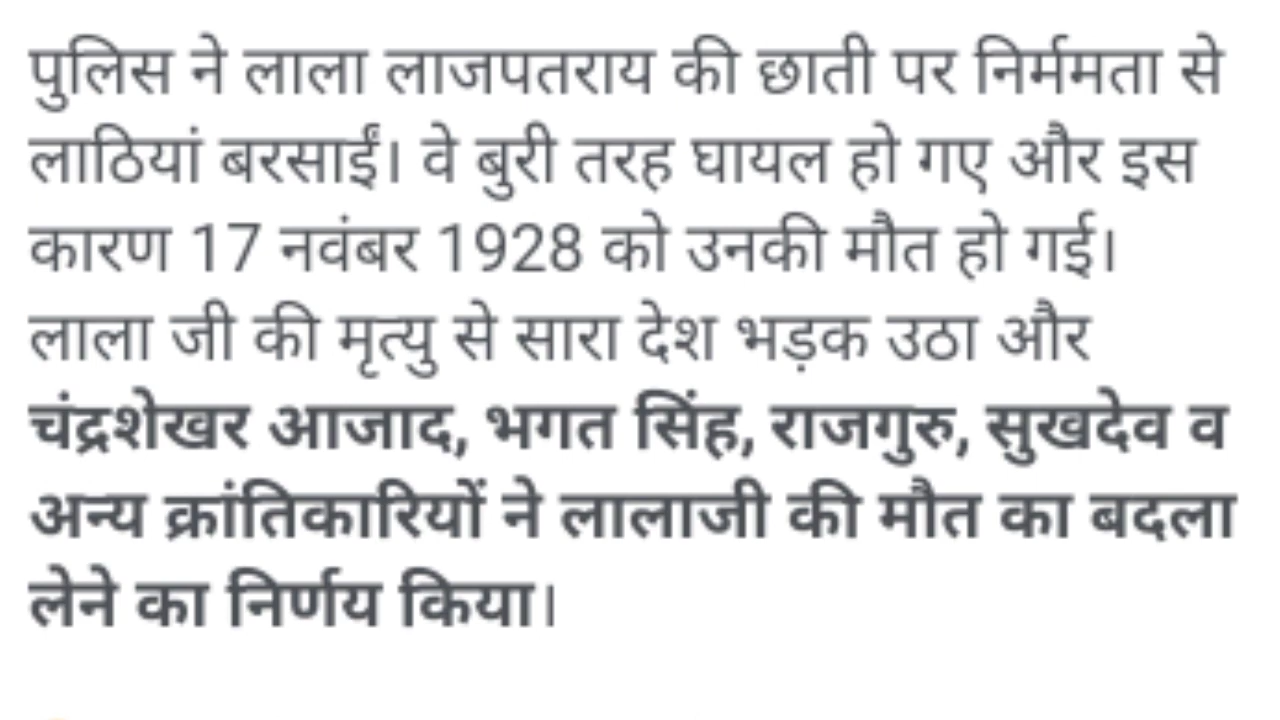 पुलिस ने लाला लाजपतराय की छाती पर निर्ममता से
लाठियां बरसाईं। वे बुरी तरह घायल हो गए और इस
कारण 17 नवंबर 1928 को उनकी मौत हो गई।
लाला जी की मृत्यु से सारा देश भड़क उठा और
चंद्रशेखर आजाद, भगत सिंह, राजगुरु, सुखदेव व
अन्य क्रांतिकारियों ने लालाजी की मौत का बदला
लेने का निर्णय किया।